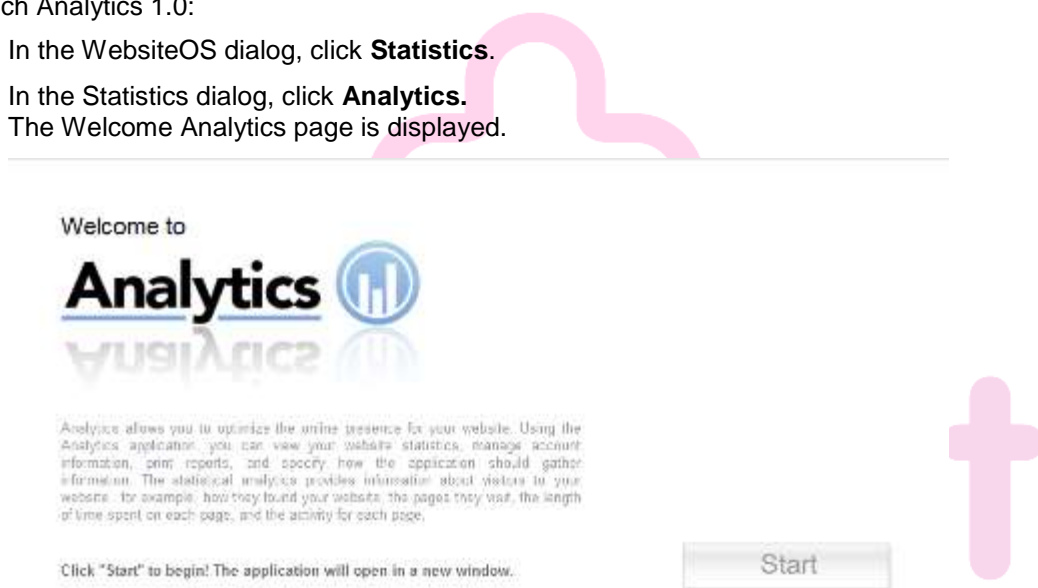 ch Analytics 1.0:
In the WebsiteOS dialog, click Statistics.
In the Statistics dialog, click Analytics.
The Welcome Analytics page is displayed.
Welcome to
Analytics
Analytics allows you to optimize the online presence for your website. Using the
Analytics application, you can view your website statistics, manage account
information, print reports, and specify how the application should gather
information. The statistical analytics provides information about visitors to your
website - for example, how they found your website, the pages they visit, the length
of time spent on each page, and the activity for each page.
Click "Start" to begin! The application will open in a new window.
Start